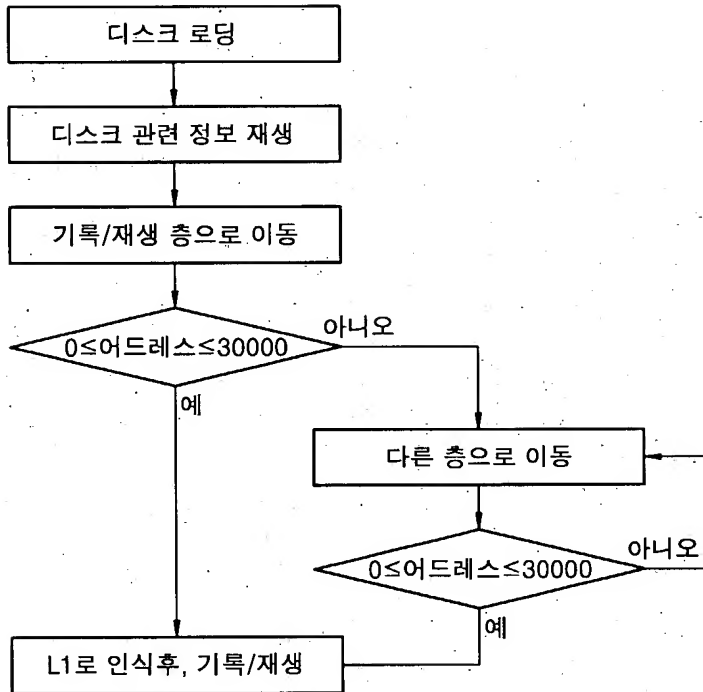 디스크 로딩
디스크 관련 정보 재생
기록/재생 층으로 이동
0≤어드레스≤30000
아니오
예
다른 층으로 이동
0≤어드레스≤30000
아니오
예
L1로 인식후, 기록/재생